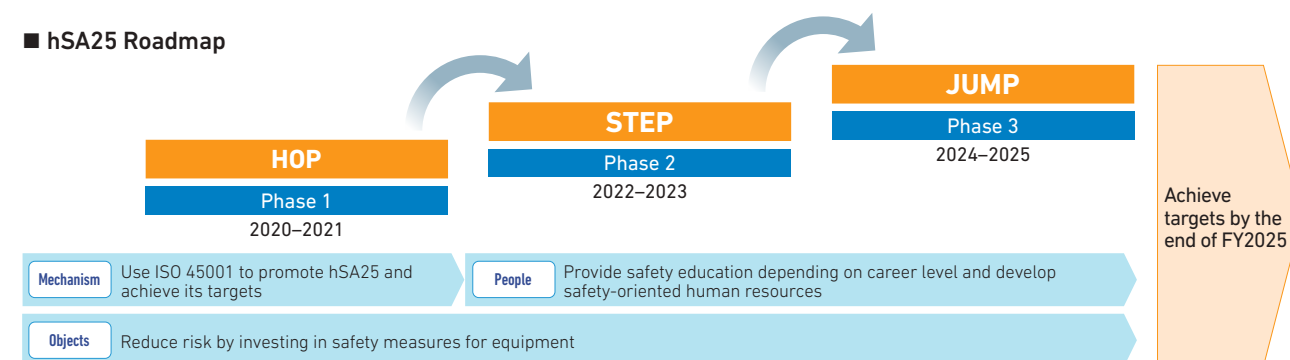 ■ hSA25 Roadmap
HOP
Phase 1
2020–2021
STEP
Phase 2
2022–2023
JUMP
Phase 3
2024–2025
Mechanism
Use ISO 45001 to promote hSA25 and
achieve its targets
People
Provide safety education depending on career level and develop
safety-oriented human resources
Objects
Reduce risk by investing in safety measures for equipment
Achieve
targets by the
end of FY2025